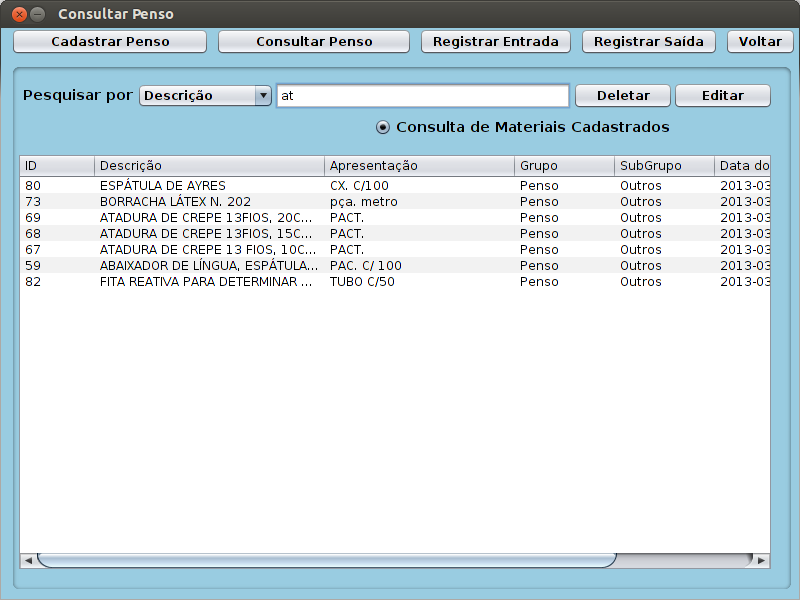 Consultar Penso
Cadastrar Penso Consultar Penso Registrar Entrada Registrar Saída Voltar
Pesquisar por Descrição at Deletar Editar
Consulta de Materiais Cadastrados
ID Descrição Apresentação Grupo SubGrupo Data do
80 ESPÁTULA DE AYRES CX. C/100 Penso Outros 2013-03
73 BORRACHA LÁTEX N. 202 pça. metro Penso Outros 2013-03
69 ATADURA DE CREPE 13FIOS, 20C... PACT. Penso Outros 2013-03
68 ATADURA DE CREPE 13FIOS, 15C... PACT. Penso Outros 2013-03
67 ATADURA DE CREPE 13 FIOS, 10C... PACT. Penso Outros 2013-03
59 ABAIXADOR DE LÍNGUA, ESPÁTULA... PAC. C/ 100 Penso Outros 2013-03
82 FITA REATIVA PARA DETERMINAR ... TUBO C/50 Penso Outros 2013-03